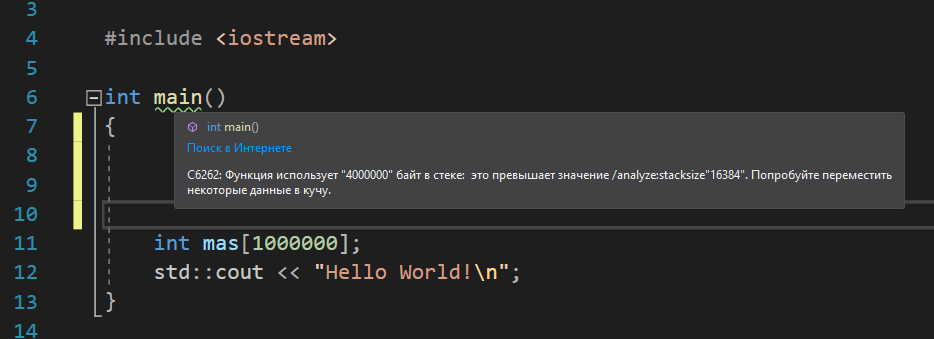 3
4 #include <iostream>
5
6 int main()
7 {
int main()
8 Поиск в Интернете
9 C6262: Функция использует "4000000" байт в стеке:  это превышает значение /analyze:stacksize"16384". Попробуйте переместить
некоторые данные в кучу.
10
11 int mas[1000000];
12 std::cout << "Hello World!\n";
13 }
14